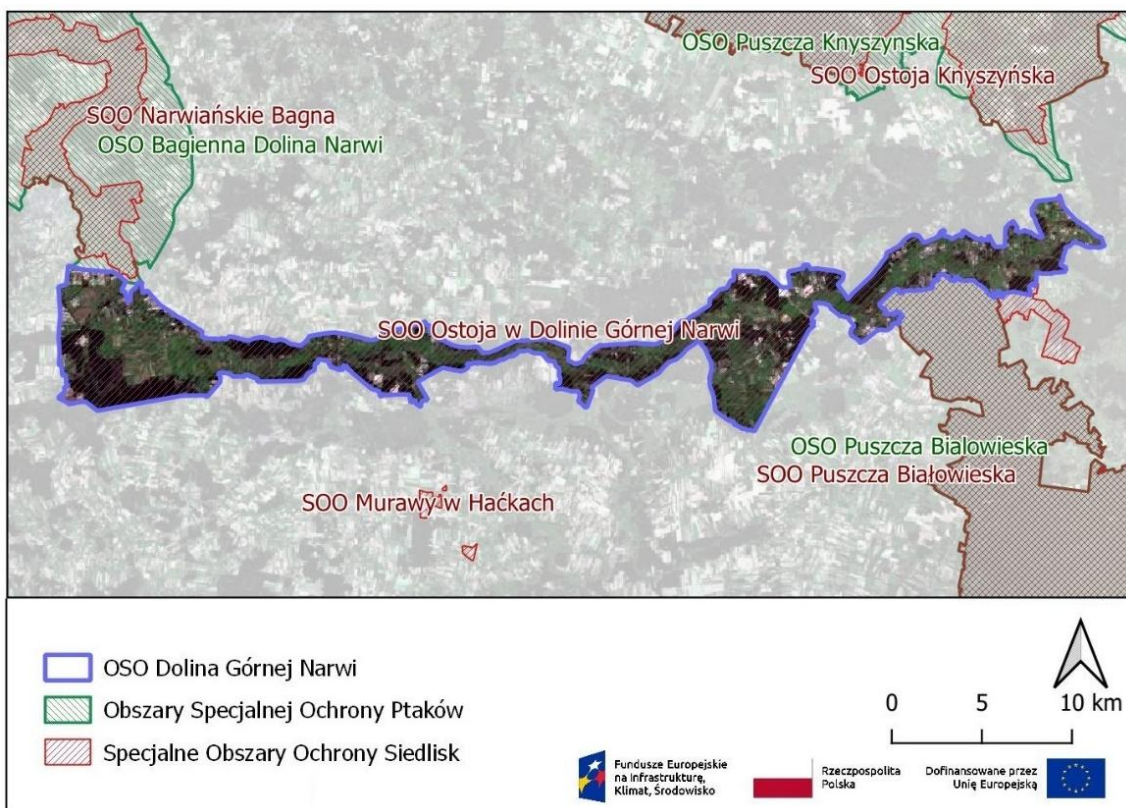 OSO Puszcza Knyszynska
SOO Ostoja Knyszyńska
SOO Narwiańskie Bagna
OSO Bagienna Dolina Narwi
SOO Ostoja w Dolinie Górnej Narwi
OSO Puszcza Bialowieska
SOO Puszcza Białowieska
SOO Murawy w Haćkach
OSO Dolina Górnej Narwi
Obszary Specjalnej Ochrony Ptaków
Specjalne Obszary Ochrony Siedlisk
0 5 10 km
Fundusze Europejskie
na Infrastrukturę,
Klimat, Środowisko
Rzeczpospolita
Polska
Dofinansowane przez
Unię Europejską